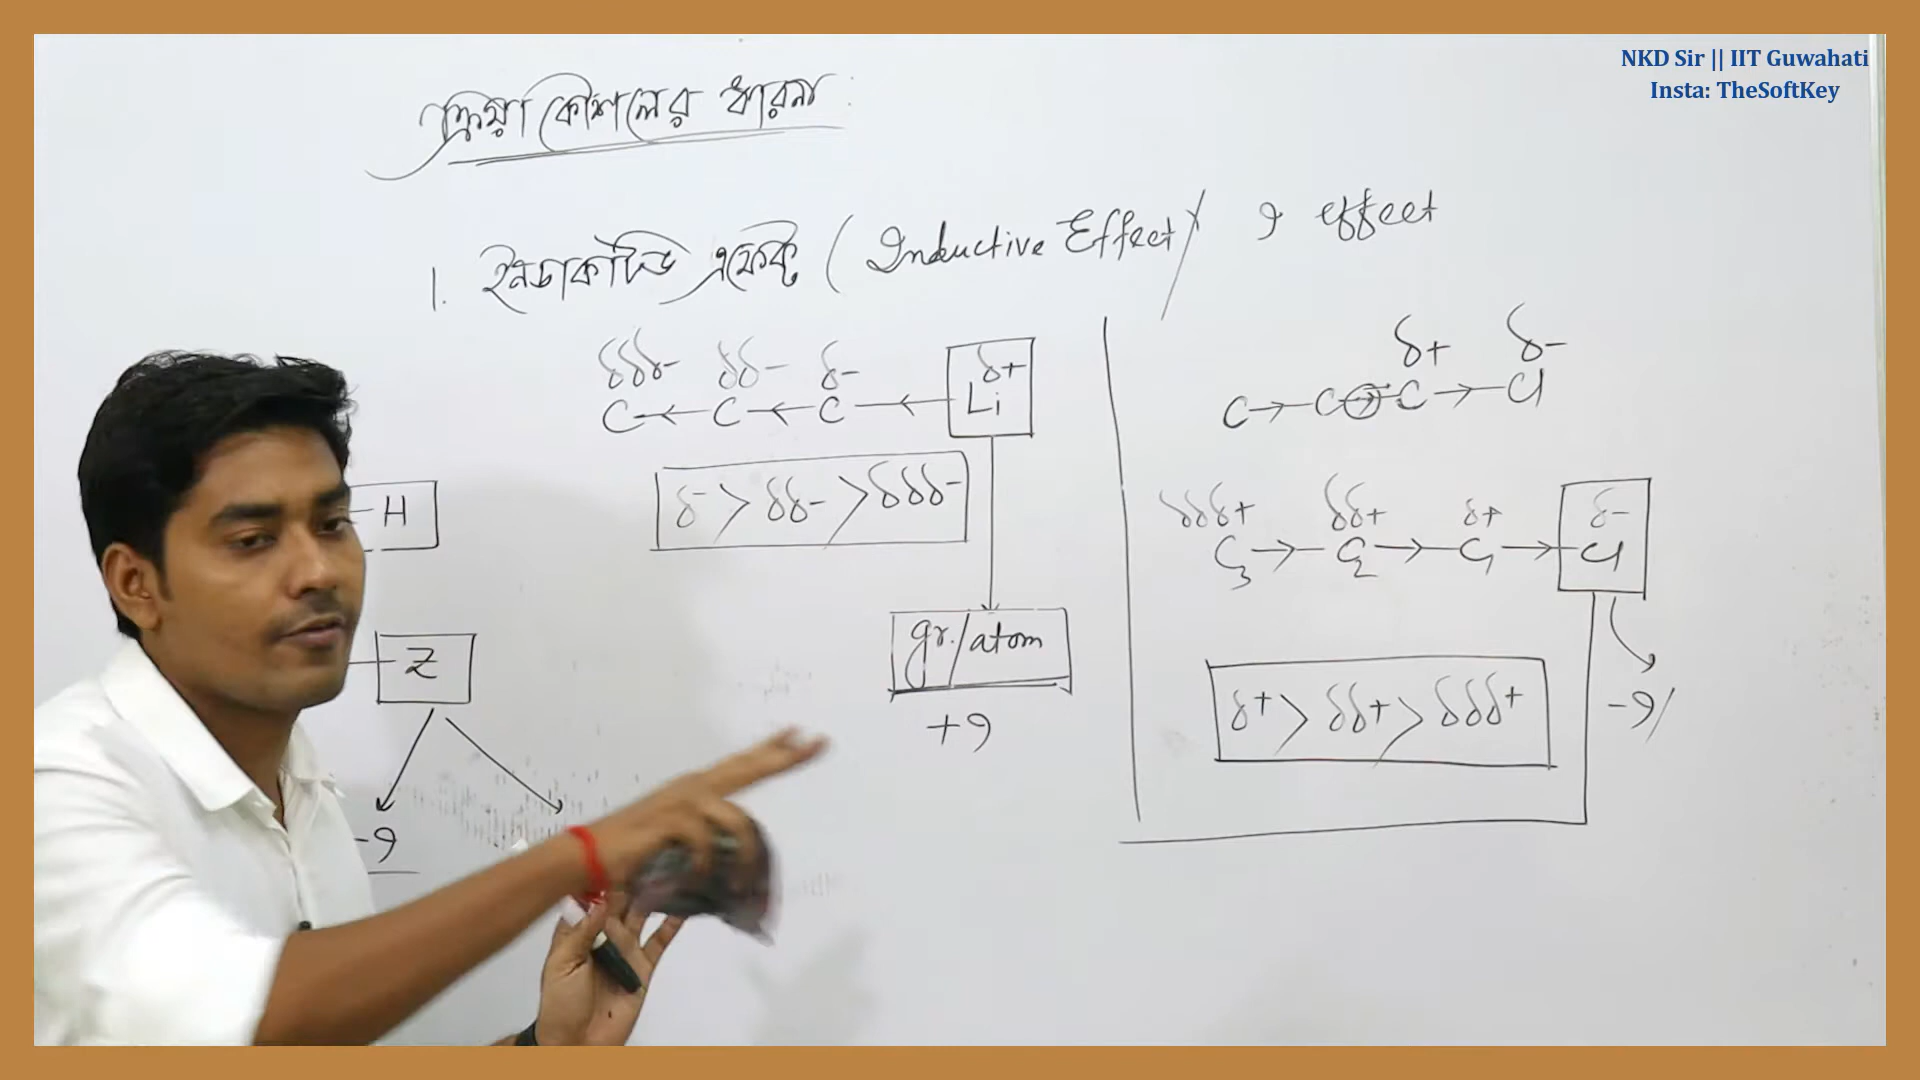 NKD Sir || IIT Guwahati
Insta: TheSoftKey
ক্রিয়া কৌশলের ধারনা :
1. ইনডাকটিভ এফেক্ট ( Inductive Effect / I effect
δδδ- δδ- δ- δ+
C ← C ← C ← Li
δ- > δδ- > δδδ-
gr./atom
+I
δ+ δ-
C → C → C → Cl
δδδ+ δδ+ δ+ δ-
C₃ → C₂ → C₁ → Cl
δ+ > δδ+ > δδδ+
-I
H
Z
-I